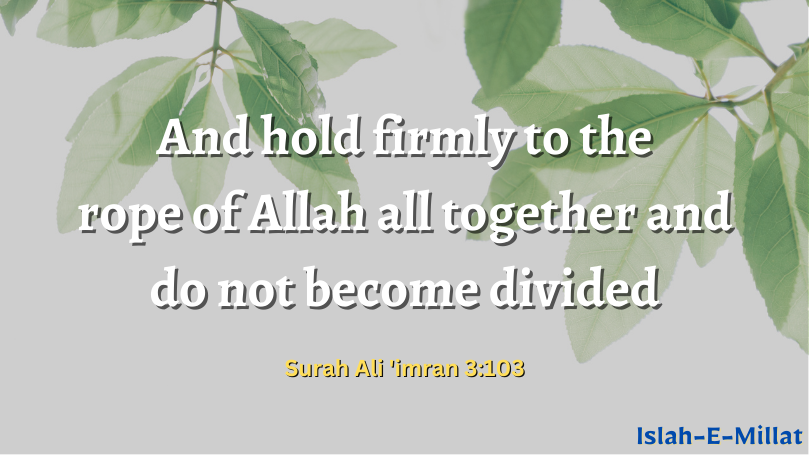 And hold firmly to the
rope of Allah all together and
do not become divided
Surah Ali 'imran 3:103
Islah-E-Millat